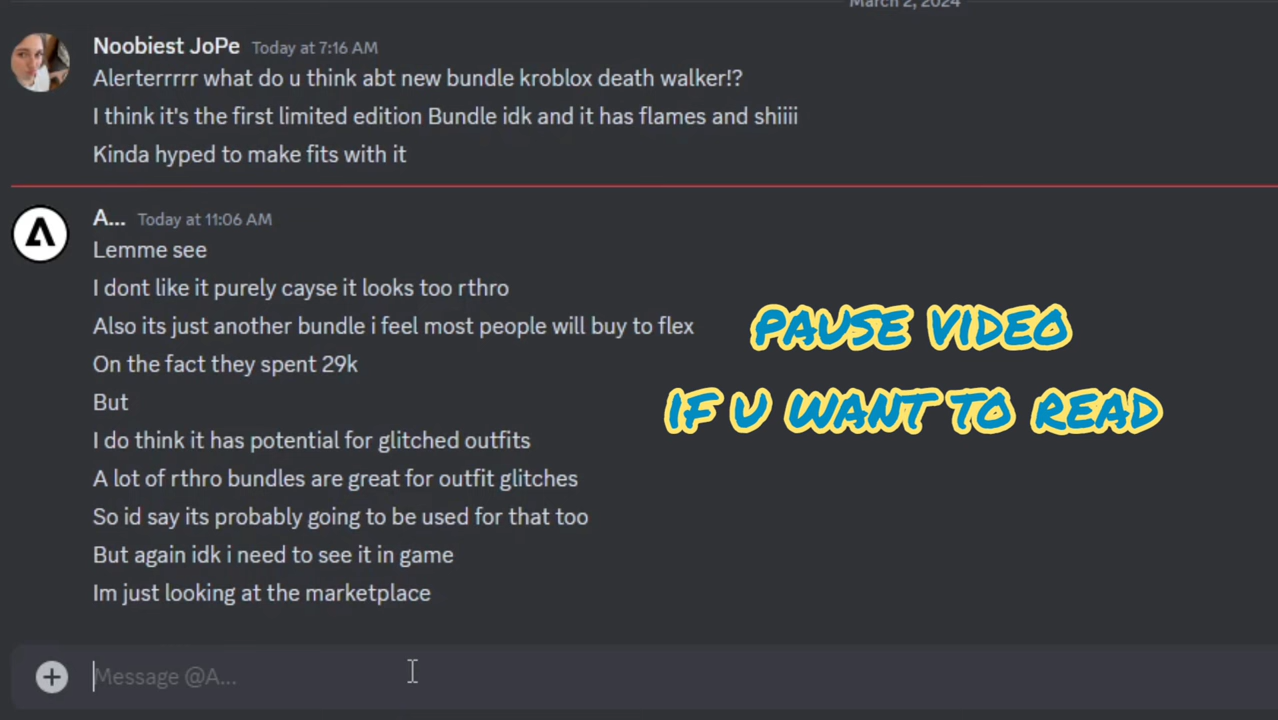 March 2, 2024
Noobiest JoPe Today at 7:16 AM
Alerterrrrr what do u think abt new bundle kroblox death walker!?
I think it's the first limited edition Bundle idk and it has flames and shiiii
Kinda hyped to make fits with it
A... Today at 11:06 AM
Lemme see
I dont like it purely cayse it looks too rthro
Also its just another bundle i feel most people will buy to flex
On the fact they spent 29k
But
I do think it has potential for glitched outfits
A lot of rthro bundles are great for outfit glitches
So id say its probably going to be used for that too
But again idk i need to see it in game
Im just looking at the marketplace
PAUSE VIDEO
IF U WANT TO READ
Message @A...